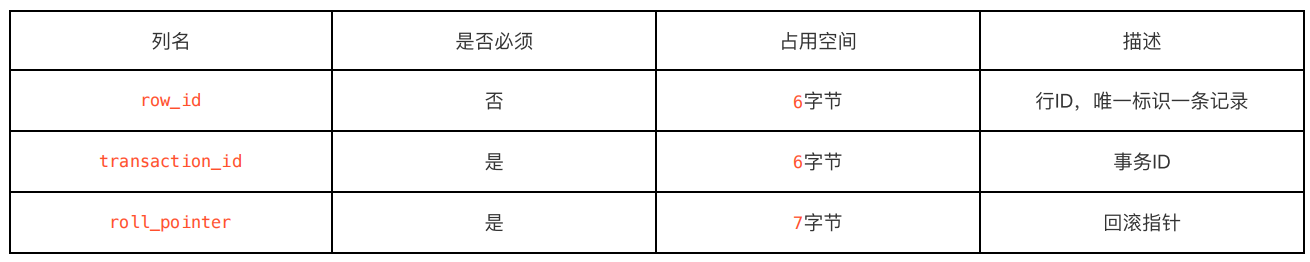 列名 是否必须 占用空间 描述
row_id 否 6字节 行ID，唯一标识一条记录
transaction_id 是 6字节 事务ID
roll_pointer 是 7字节 回滚指针